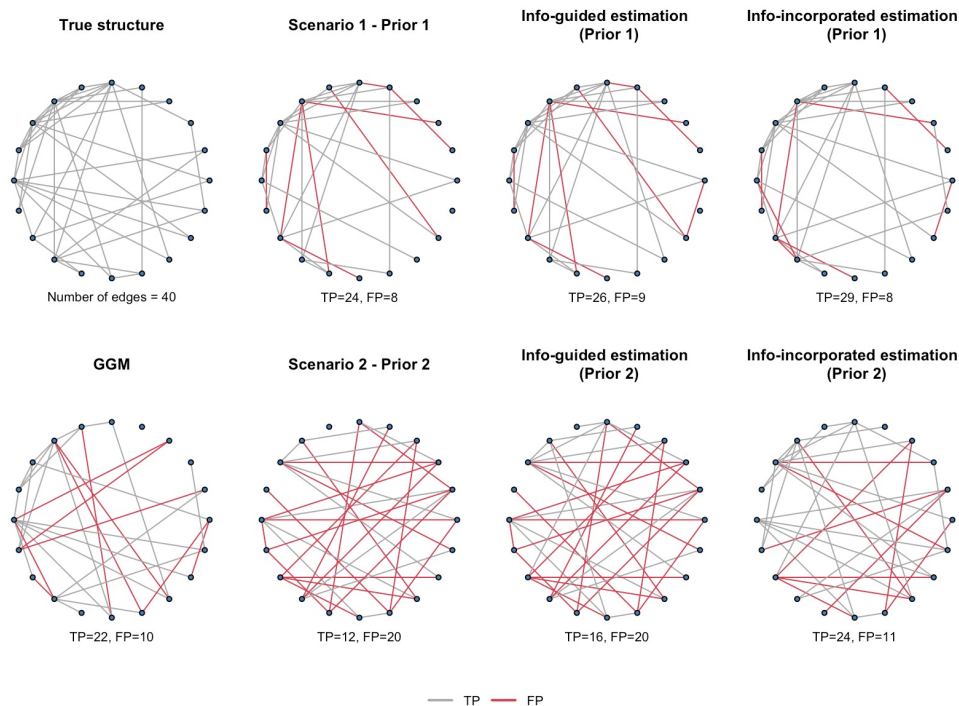 True structure
Scenario 1 - Prior 1
Info-guided estimation
(Prior 1)
Info-incorporated estimation
(Prior 1)
Number of edges = 40
TP=24, FP=8
TP=26, FP=9
TP=29, FP=8
GGM
Scenario 2 - Prior 2
Info-guided estimation
(Prior 2)
Info-incorporated estimation
(Prior 2)
TP=22, FP=10
TP=12, FP=20
TP=16, FP=20
TP=24, FP=11
TP FP